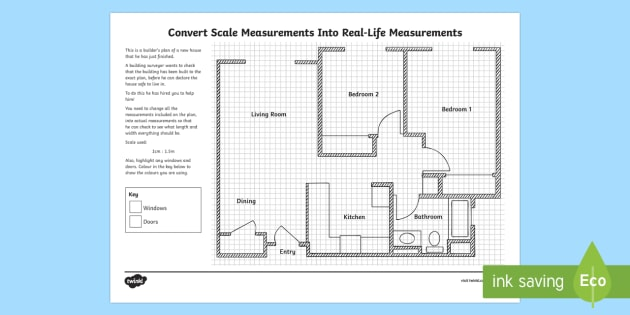 Convert Scale Measurements Into Real-Life Measurements
This is a builder's plan of a new house
that he has just finished.
A building surveyor wants to check
that the building has been built to the
exact plan, before he can declare the
house safe to live in.
To do this he has hired you to help
him!
You need to change all the
measurements included on the plan,
into actual measurements so that
he can check to see what length and
width everything should be.
Scale used:
1cm : 1.5m
Also, highlight any windows and
doors. Colour in the key below to
show the colours you are using.
Key
Windows
Doors
Living Room
Bedroom 2
Bedroom 1
Dining
Kitchen
Bathroom
Entry
twinkl
visit twinkl
ink saving
Eco